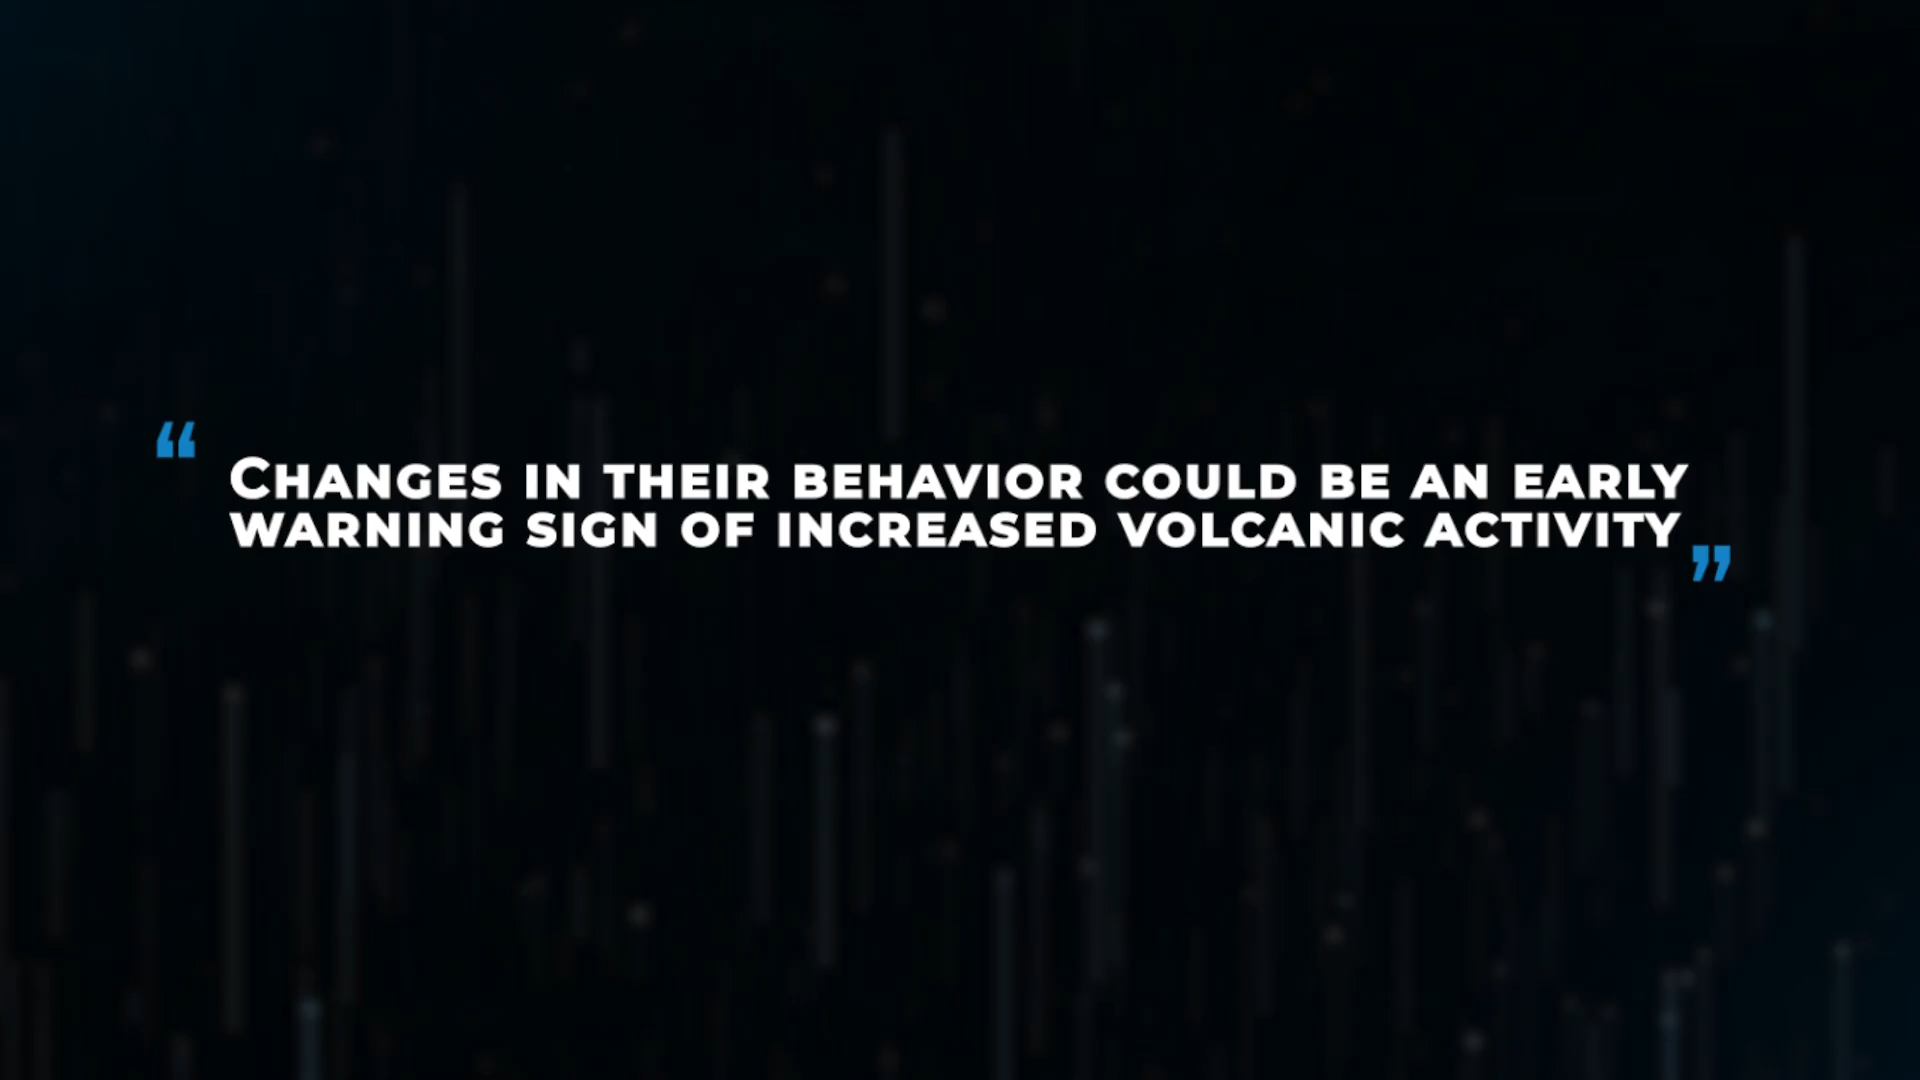 “Changes in their behavior could be an early
warning sign of increased volcanic activity”